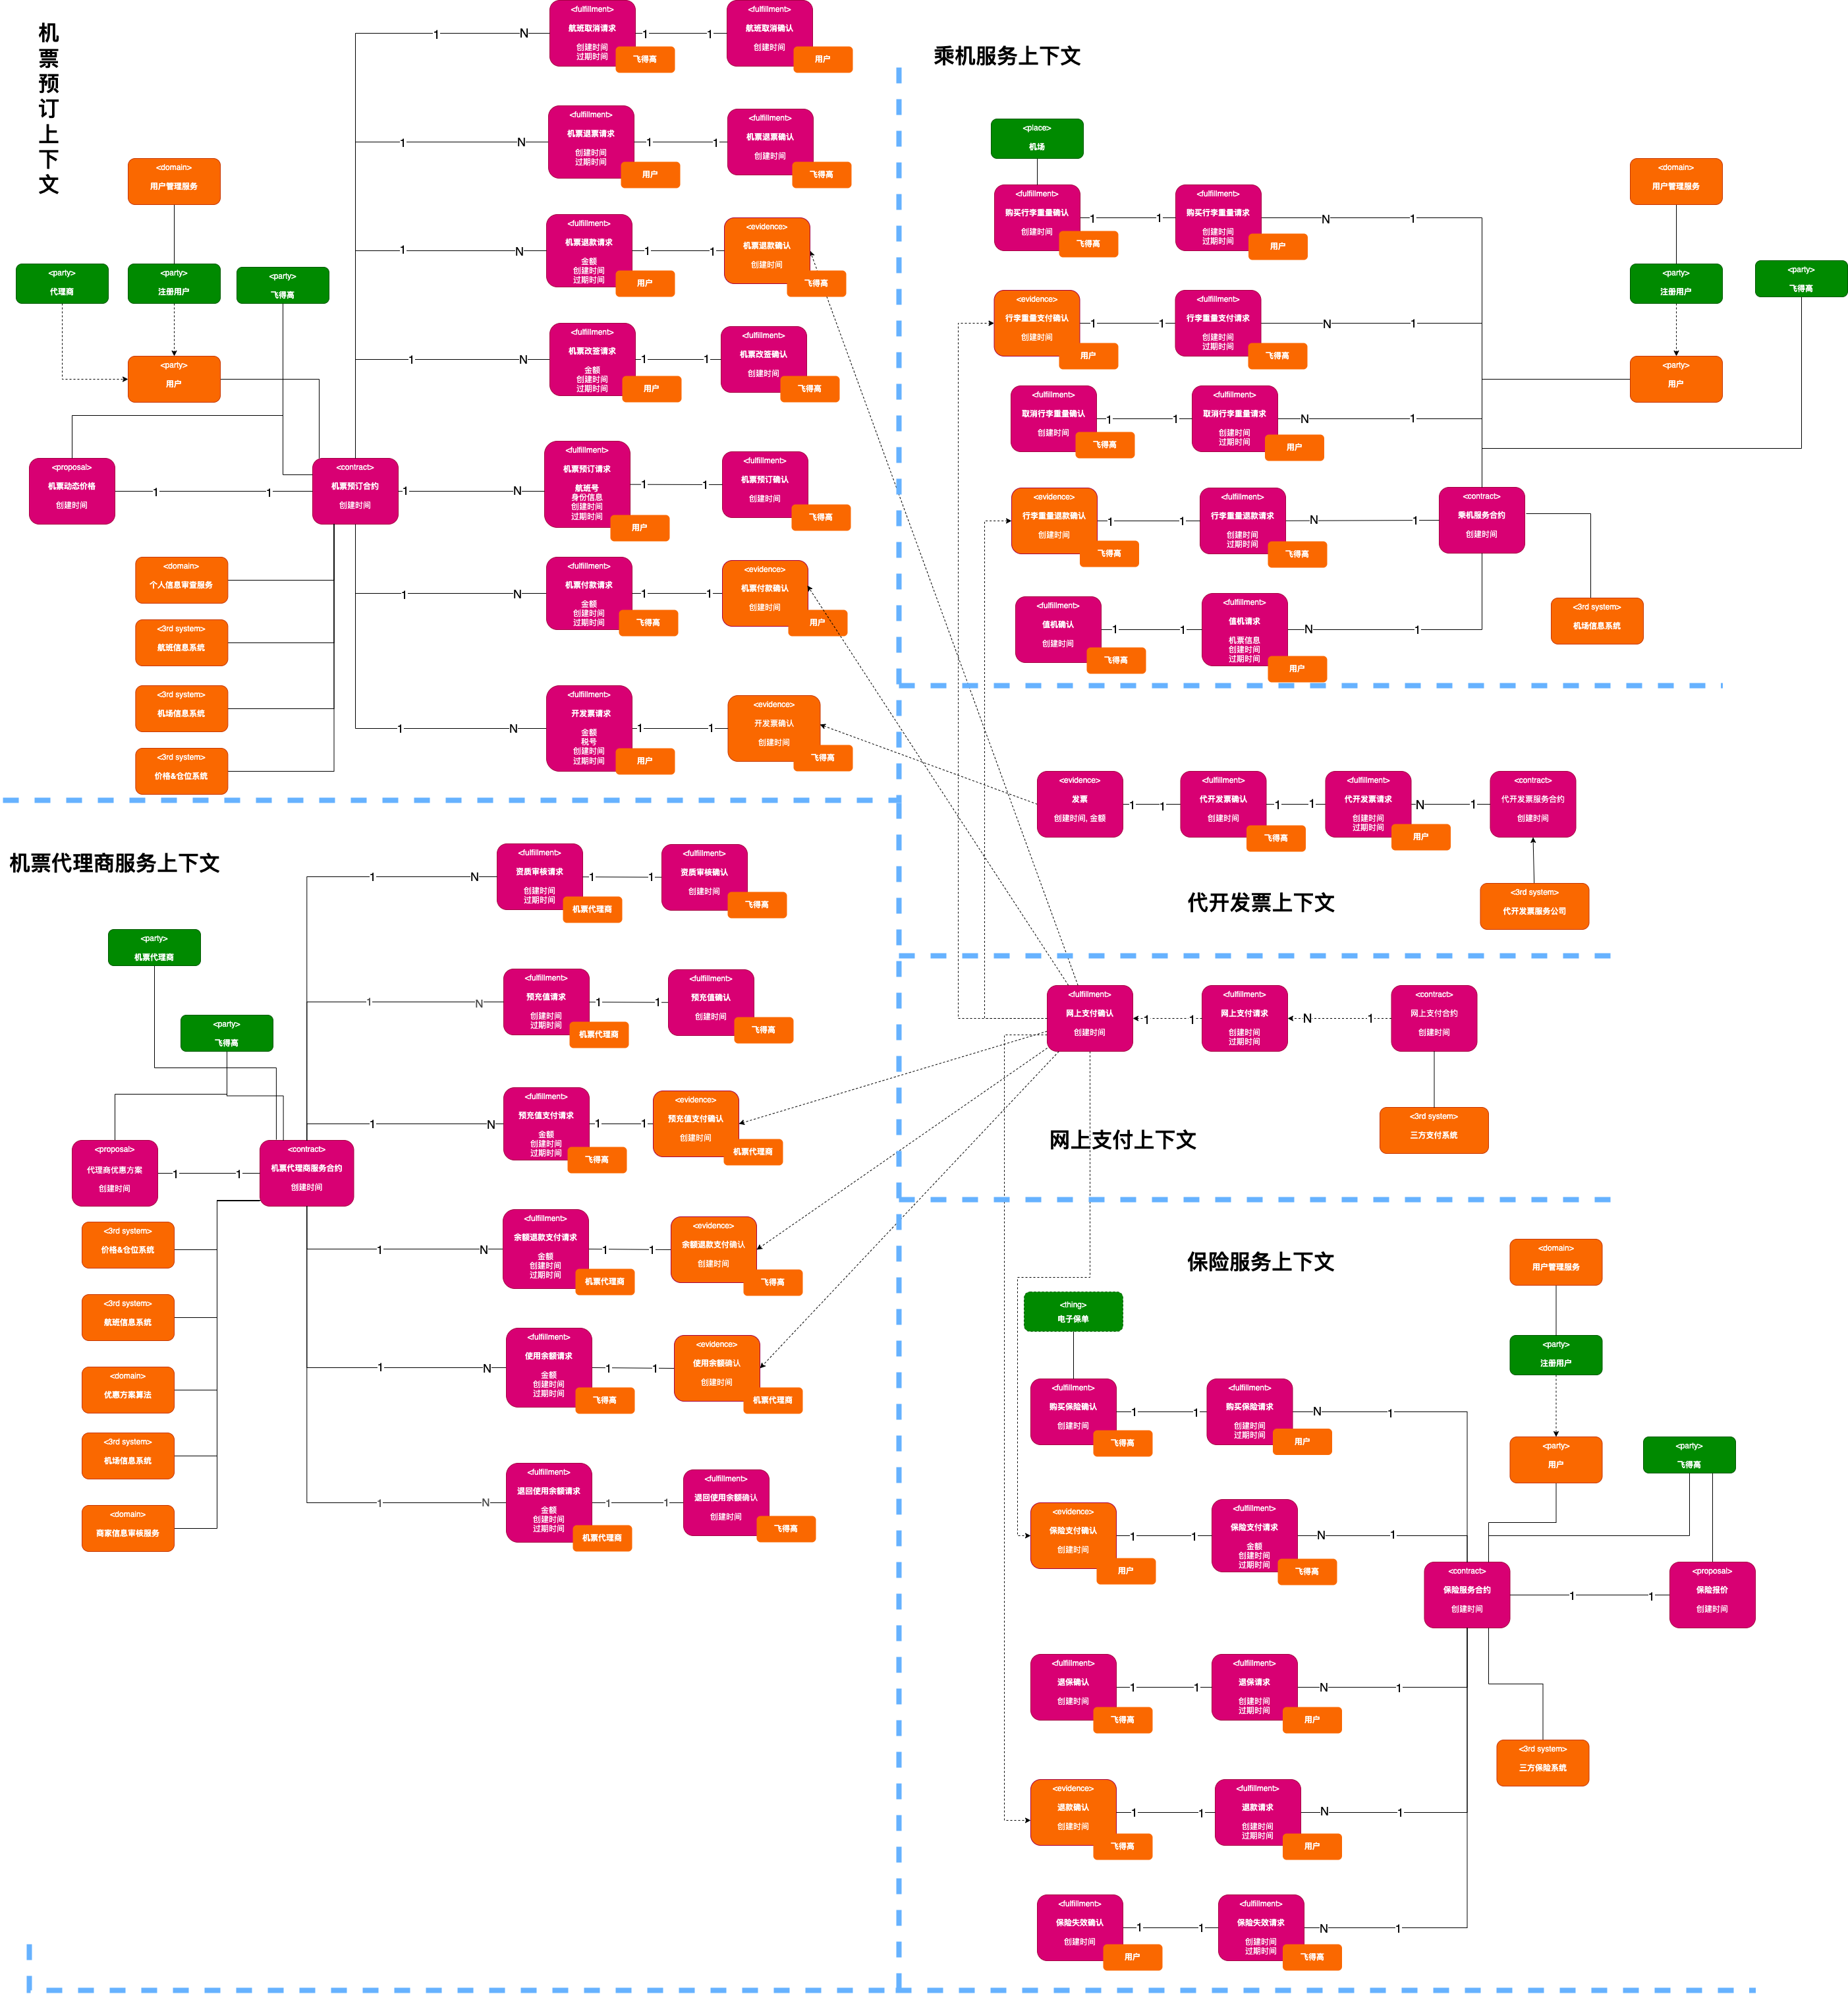 机票预订上下文
<fulfillment>
航班取消请求
创建时间
过期时间
飞得高
1
N
1
1
<fulfillment>
航班取消确认
创建时间
用户
<fulfillment>
机票退票请求
创建时间
过期时间
用户
1
N
1
1
<fulfillment>
机票退票确认
创建时间
飞得高
<domain>
用户管理服务
<party>
代理商
<party>
注册用户
<party>
飞得高
<party>
用户
<fulfillment>
机票退款请求
金额
创建时间
过期时间
用户
1
N
1
1
<evidence>
机票退款确认
创建时间
飞得高
<fulfillment>
机票改签请求
金额
创建时间
过期时间
用户
1
N
1
1
<fulfillment>
机票改签确认
创建时间
飞得高
<proposal>
机票动态价格
创建时间
1
1
<contract>
机票预订合约
创建时间
1
N
<fulfillment>
机票预订请求
航班号
身份信息
创建时间
过期时间
用户
1
1
<fulfillment>
机票预订确认
创建时间
飞得高
<domain>
个人信息审查服务
<3rd system>
航班信息系统
<3rd system>
机场信息系统
<3rd system>
价格&仓位系统
1
N
<fulfillment>
机票付款请求
金额
创建时间
过期时间
飞得高
1
1
<evidence>
机票付款确认
创建时间
用户
1
N
<fulfillment>
开发票请求
金额
税号
创建时间
过期时间
用户
1
1
<evidence>
开发票确认
创建时间
飞得高
乘机服务上下文
<place>
机场
<fulfillment>
购买行李重量确认
创建时间
飞得高
1
1
<fulfillment>
购买行李重量请求
创建时间
过期时间
用户
N
1
<domain>
用户管理服务
<party>
注册用户
<party>
飞得高
<party>
用户
<evidence>
行李重量支付确认
创建时间
用户
1
1
<fulfillment>
行李重量支付请求
创建时间
过期时间
飞得高
N
1
<fulfillment>
取消行李重量确认
创建时间
飞得高
1
1
<fulfillment>
取消行李重量请求
创建时间
过期时间
用户
N
1
<evidence>
行李重量退款确认
创建时间
飞得高
1
1
<fulfillment>
行李重量退款请求
创建时间
过期时间
飞得高
N
1
<contract>
乘机服务合约
创建时间
<3rd system>
机场信息系统
<fulfillment>
值机确认
创建时间
飞得高
1
1
<fulfillment>
值机请求
机票信息
创建时间
过期时间
用户
N
1
<evidence>
发票
创建时间, 金额
1
1
<fulfillment>
代开发票确认
创建时间
飞得高
1
1
<fulfillment>
代开发票请求
创建时间
过期时间
用户
N
1
<contract>
代开发票服务合约
创建时间
<3rd system>
代开发票服务公司
代开发票上下文
机票代理商服务上下文
<party>
机票代理商
<party>
飞得高
<proposal>
代理商优惠方案
创建时间
1
1
<contract>
机票代理商服务合约
创建时间
<3rd system>
价格&仓位系统
<3rd system>
航班信息系统
<domain>
优惠方案算法
<3rd system>
机场信息系统
<domain>
商家信息审核服务
1
N
<fulfillment>
资质审核请求
创建时间
过期时间
机票代理商
1
1
<fulfillment>
资质审核确认
创建时间
飞得高
1
N
<fulfillment>
预充值请求
创建时间
过期时间
机票代理商
1
1
<fulfillment>
预充值确认
创建时间
飞得高
1
N
<fulfillment>
预充值支付请求
金额
创建时间
过期时间
飞得高
1
1
<evidence>
预充值支付确认
创建时间
机票代理商
1
N
<fulfillment>
余额退款支付请求
金额
创建时间
过期时间
机票代理商
1
1
<evidence>
余额退款支付确认
创建时间
飞得高
1
N
<fulfillment>
使用余额请求
金额
创建时间
过期时间
飞得高
1
1
<evidence>
使用余额确认
创建时间
机票代理商
1
N
<fulfillment>
退回使用余额请求
金额
创建时间
过期时间
机票代理商
1
1
<fulfillment>
退回使用余额确认
创建时间
飞得高
<fulfillment>
网上支付确认
创建时间
1
1
<fulfillment>
网上支付请求
创建时间
过期时间
N
1
<contract>
网上支付合约
创建时间
<3rd system>
三方支付系统
网上支付上下文
保险服务上下文
<domain>
用户管理服务
<party>
注册用户
<party>
用户
<party>
飞得高
<thing>
电子保单
<fulfillment>
购买保险确认
创建时间
飞得高
1
1
<fulfillment>
购买保险请求
创建时间
过期时间
用户
N
1
<evidence>
保险支付确认
创建时间
用户
1
1
<fulfillment>
保险支付请求
金额
创建时间
过期时间
飞得高
N
1
<contract>
保险服务合约
创建时间
1
1
<proposal>
保险报价
创建时间
<fulfillment>
退保确认
创建时间
飞得高
1
1
<fulfillment>
退保请求
创建时间
过期时间
用户
N
1
<3rd system>
三方保险系统
<evidence>
退款确认
创建时间
飞得高
1
1
<fulfillment>
退款请求
创建时间
过期时间
用户
N
1
<fulfillment>
保险失效确认
创建时间
用户
1
1
<fulfillment>
保险失效请求
创建时间
过期时间
飞得高
N
1